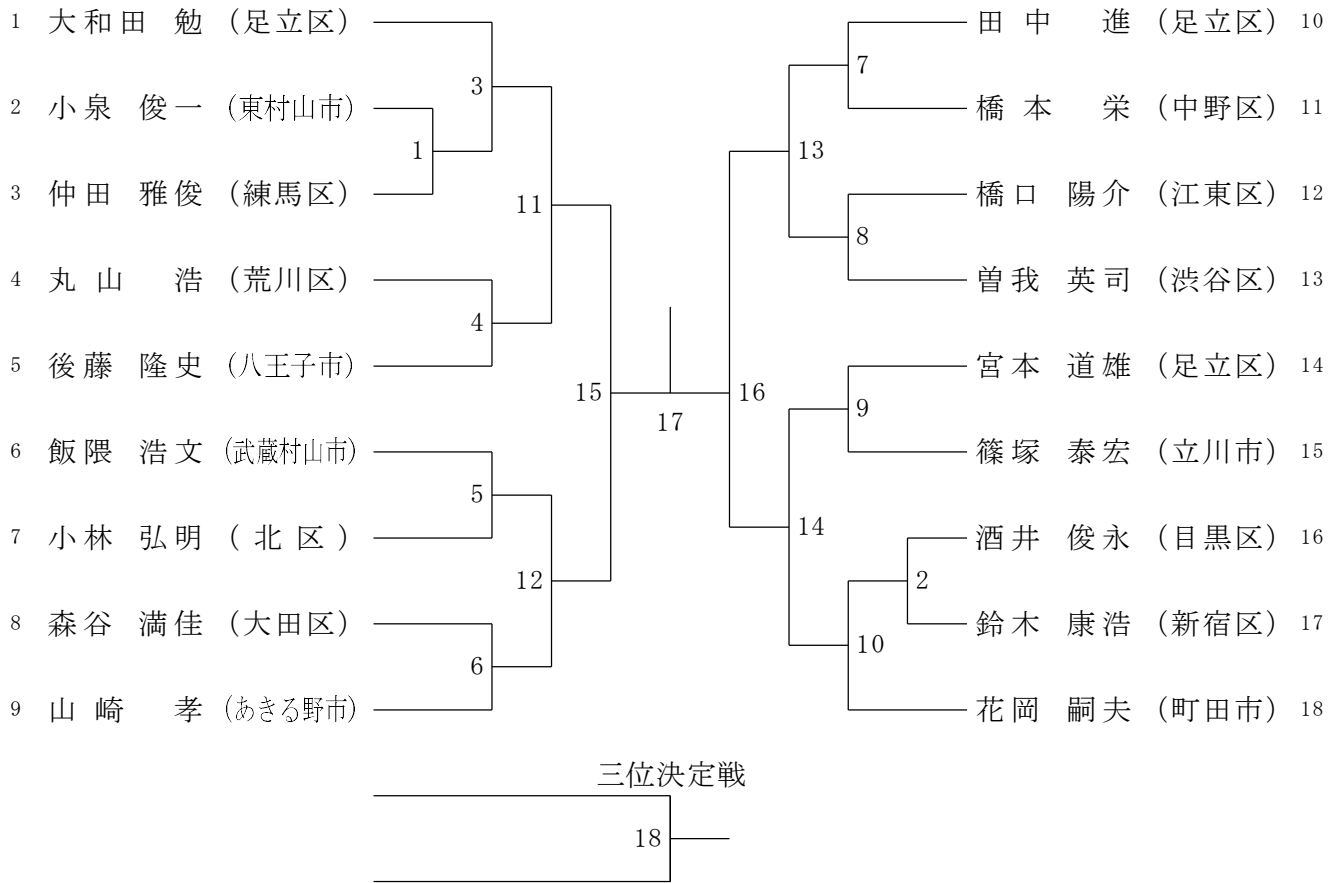 1 大和田 勉 (足立区)
2 小泉 俊一 (東村山市)
3 仲田 雅俊 (練馬区)
4 丸山 浩 (荒川区)
5 後藤 隆史 (八王子市)
6 飯隈 浩文 (武蔵村山市)
7 小林 弘明 (北区)
8 森谷 満佳 (大田区)
9 山崎 孝 (あきる野市)
3
1
11
4
15
5
12
6
17
田中 進 (足立区) 10
橋本 栄 (中野区) 11
橋口 陽介 (江東区) 12
曽我 英司 (渋谷区) 13
宮本 道雄 (足立区) 14
篠塚 泰宏 (立川市) 15
酒井 俊永 (目黒区) 16
鈴木 康浩 (新宿区) 17
花岡 嗣夫 (町田市) 18
7
13
8
16
9
14
2
10
三位決定戦
18